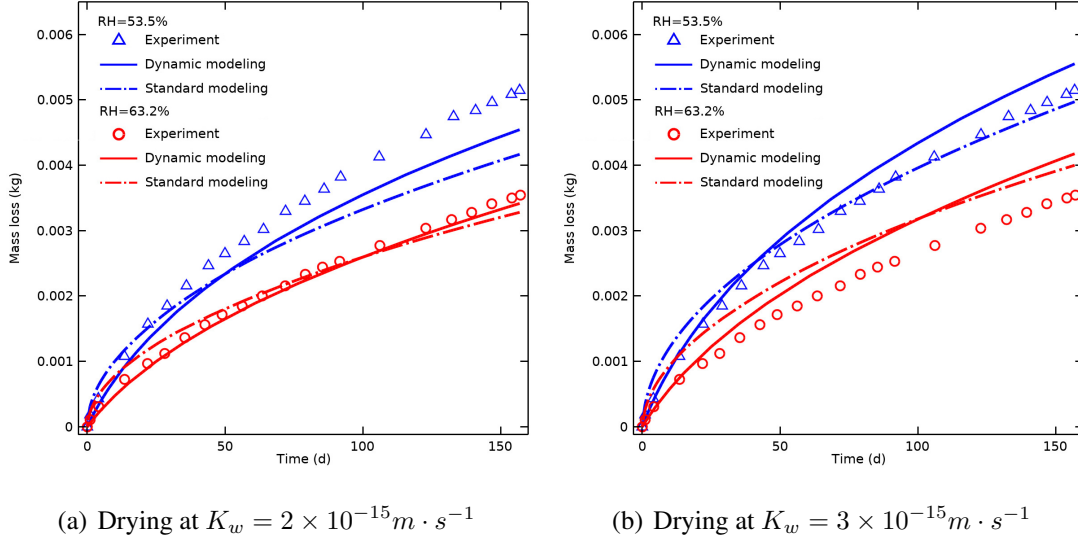 RH=53.5%
Experiment
Dynamic modeling
Standard modeling
RH=63.2%
Experiment
Dynamic modeling
Standard modeling
Mass loss (kg)
0.006
0.005
0.004
0.003
0.002
0.001
0
0 50 100 150
Time (d)
(a) Drying at $K_w = 2 \times 10^{-15} m \cdot s^{-1}$
RH=53.5%
Experiment
Dynamic modeling
Standard modeling
RH=63.2%
Experiment
Dynamic modeling
Standard modeling
Mass loss (kg)
0.006
0.005
0.004
0.003
0.002
0.001
0
0 50 100 150
Time (d)
(b) Drying at $K_w = 3 \times 10^{-15} m \cdot s^{-1}$